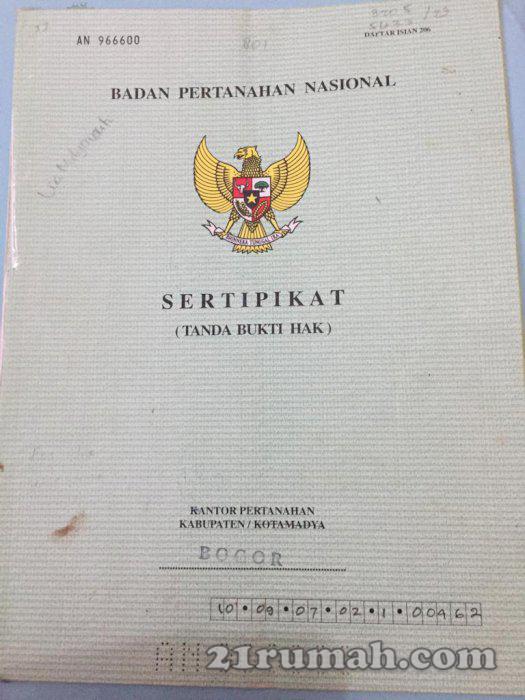 AN 966600
801
DAFTAR ISIAN 206
BADAN PERTANAHAN NASIONAL
BHINNEKA TUNGGAL IKA
SERTIPIKAT
( TANDA BUKTI HAK )
KANTOR PERTANAHAN
KABUPATEN / KOTAMADYA
BOGOR
10.09.07.02.1.00462
21rumah.com